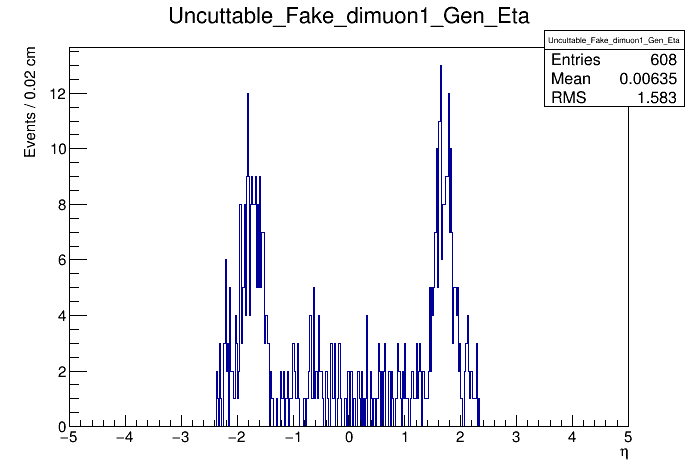 Uncuttable_Fake_dimuon1_Gen_Eta
Uncuttable_Fake_dimuon1_Gen_Eta
Entries 608
Mean 0.00635
RMS 1.583
Events / 0.02 cm
12
10
8
6
4
2
0
−5 −4 −3 −2 −1 0 1 2 3 4 5
η